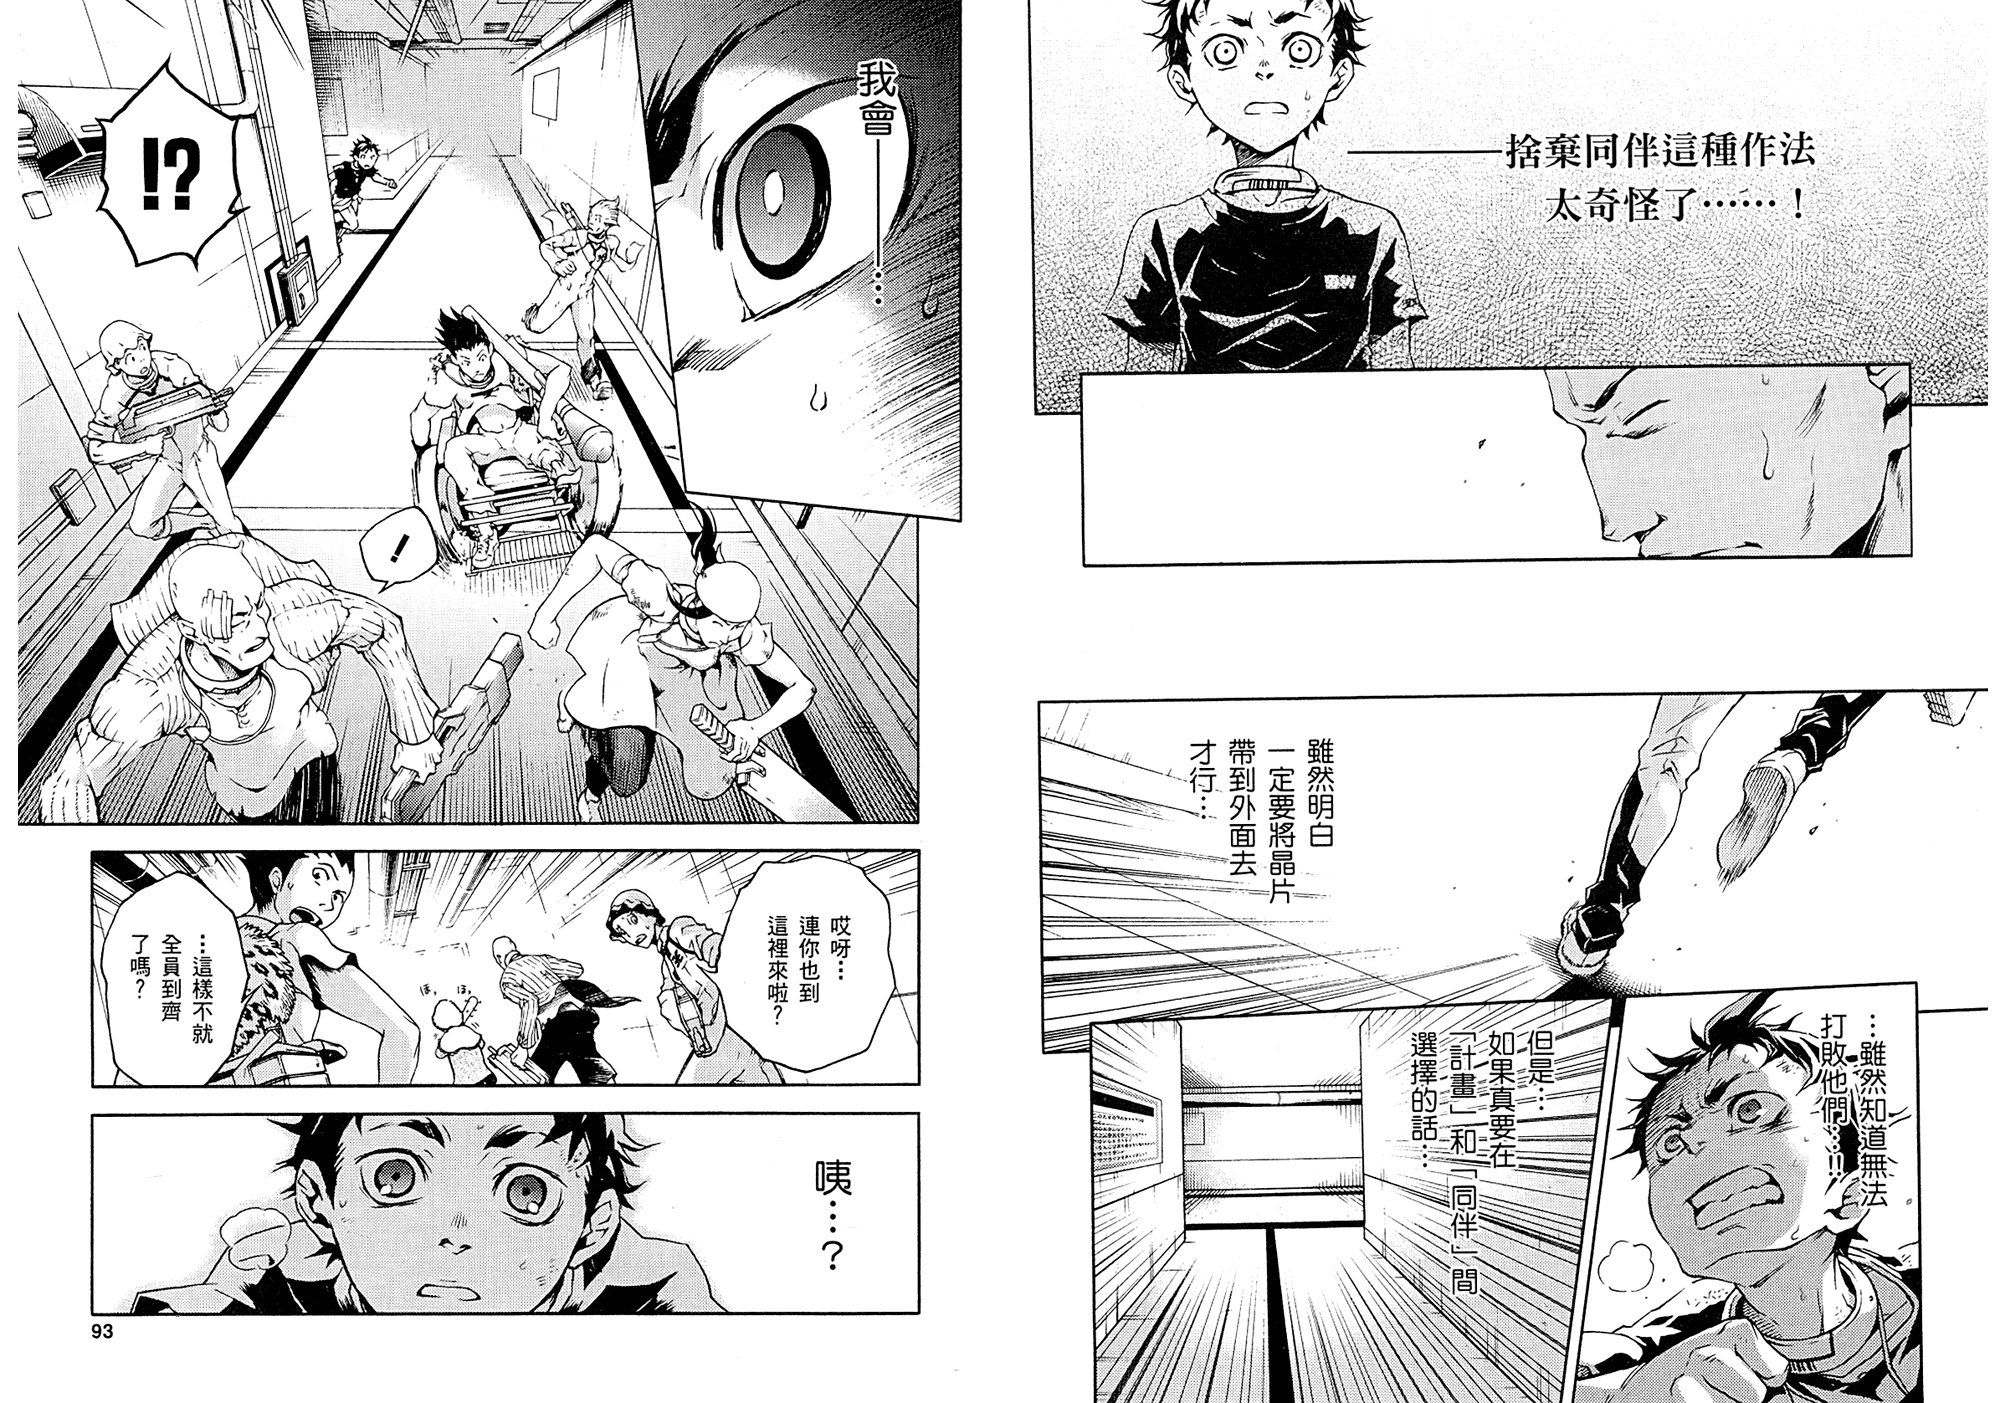 ————捨棄同伴這種作法
太奇怪了……！
雖然明白
一定要將晶片
帶到外面去
才行…
…雖然知道無法
打敗他們…!!
但是…
如果真要在
「計畫」和「同伴」間
選擇的話…
我會——……
!?
!
哎呀…
連你也到
這裡來啦?
ほ,
ほ,
…這樣不就
全員到齊
了嗎?
咦…?
93